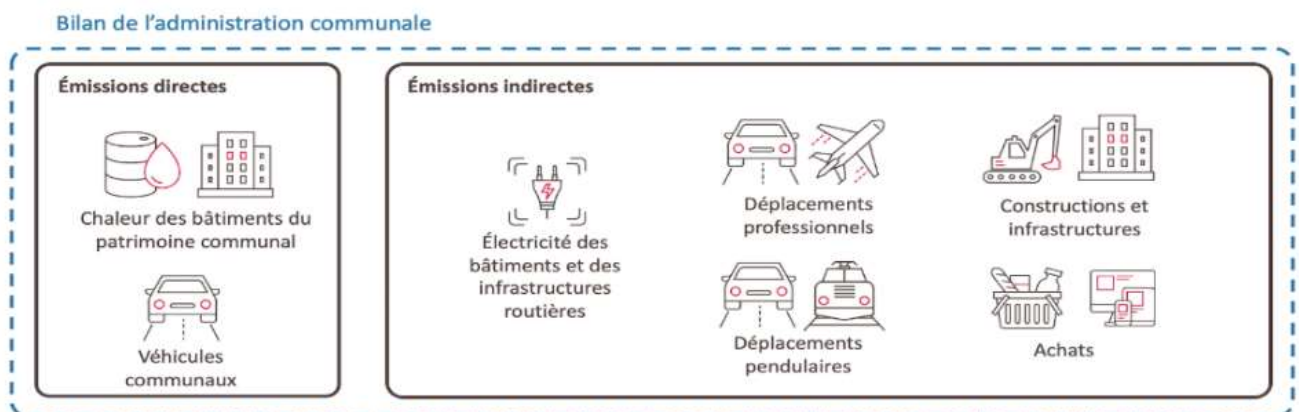 Bilan de l'administration communale
Émissions directes
Chaleur des bâtiments du
patrimoine communal
Véhicules
communaux
Émissions indirectes
Électricité des
bâtiments et des
infrastructures
routières
Déplacements
professionnels
Déplacements
pendulaires
Constructions et
infrastructures
Achats